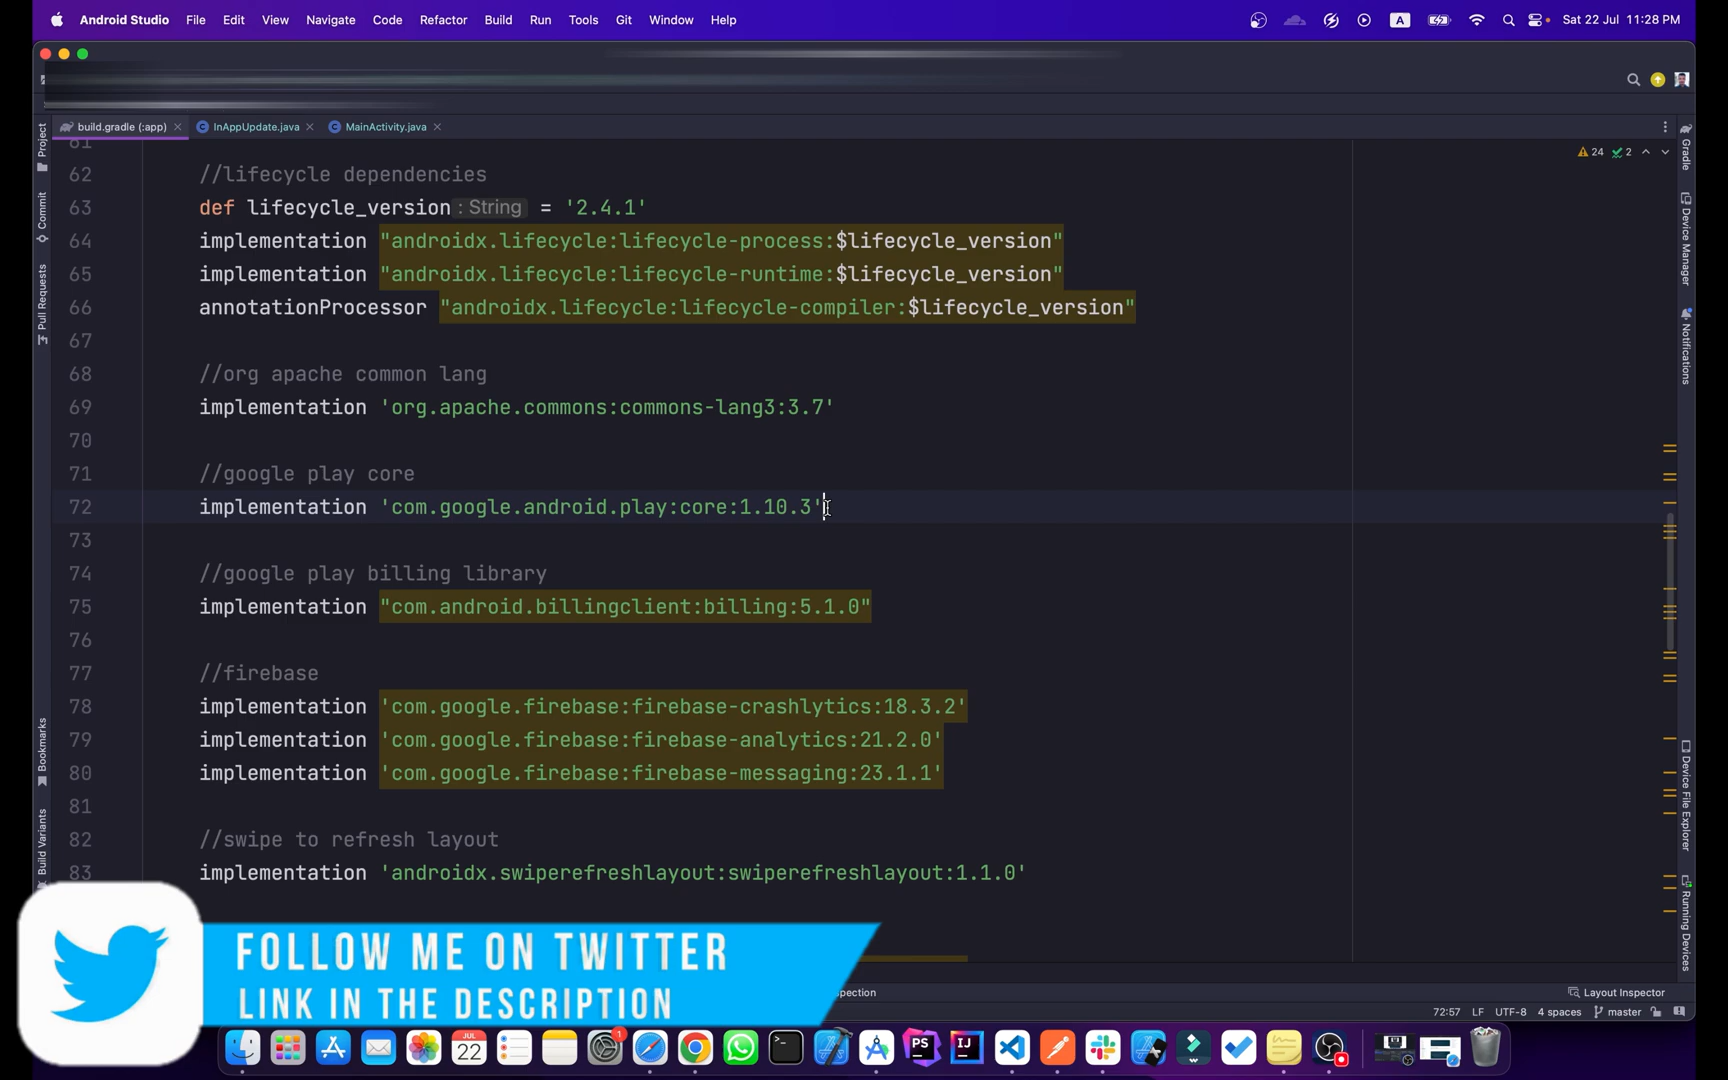 Android Studio File Edit View Navigate Code Refactor Build Run Tools Git Window Help A Sat 22 Jul 11:28 PM
build.gradle (:app) InAppUpdate.java MainActivity.java
Project
Commit
Pull Requests
Bookmarks
Build Variants
24 2
61
62 //lifecycle dependencies
63 def lifecycle_version : String = '2.4.1'
64 implementation "androidx.lifecycle:lifecycle-process:$lifecycle_version"
65 implementation "androidx.lifecycle:lifecycle-runtime:$lifecycle_version"
66 annotationProcessor "androidx.lifecycle:lifecycle-compiler:$lifecycle_version"
67
68 //org apache common lang
69 implementation 'org.apache.commons:commons-lang3:3.7'
70
71 //google play core
72 implementation 'com.google.android.play:core:1.10.3'
73
74 //google play billing library
75 implementation "com.android.billingclient:billing:5.1.0"
76
77 //firebase
78 implementation 'com.google.firebase:firebase-crashlytics:18.3.2'
79 implementation 'com.google.firebase:firebase-analytics:21.2.0'
80 implementation 'com.google.firebase:firebase-messaging:23.1.1'
81
82 //swipe to refresh layout
83 implementation 'androidx.swiperefreshlayout:swiperefreshlayout:1.1.0'
Gradle
Device Manager
Notifications
Device File Explorer
Running Devices
FOLLOW ME ON TWITTER
LINK IN THE DESCRIPTION
Layout Inspector
72:57 LF UTF-8 4 spaces master
JUL
22
1
PS
IJ